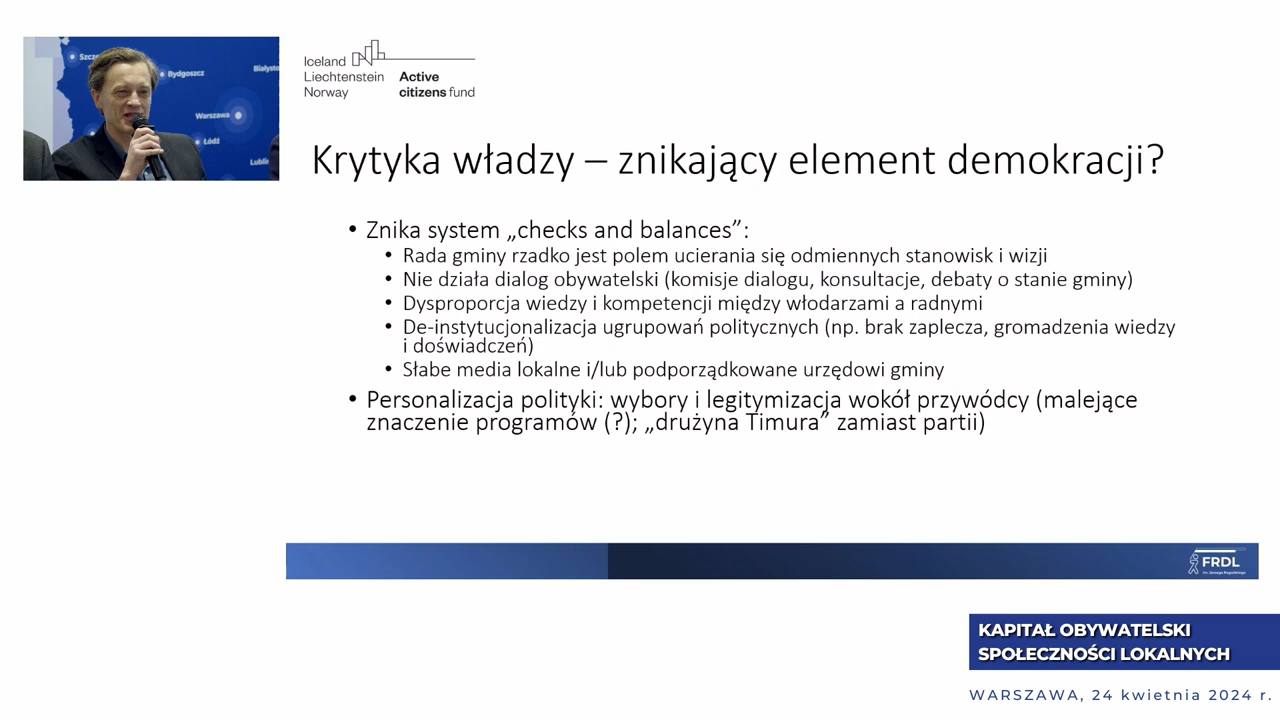 Bydgoszcz
Warszawa
Łódź
Iceland
Liechtenstein
Norway
Active
citizens fund
Krytyka władzy – znikający element demokracji?
• Znika system „checks and balances”:
• Rada gminy rzadko jest polem ucierania się odmiennych stanowisk i wizji
• Nie działa dialog obywatelski (komisje dialogu, konsultacje, debaty o stanie gminy)
• Dysproporcja wiedzy i kompetencji między włodarzami a radnymi
• De-instytucjonalizacja ugrupowań politycznych (np. brak zaplecza, gromadzenia wiedzy
i doświadczeń)
• Słabe media lokalne i/lub podporządkowane urzędowi gminy
• Personalizacja polityki: wybory i legitymizacja wokół przywódcy (malejące
znaczenie programów (?); „drużyna Timura” zamiast partii)
FRDL
KAPITAŁ OBYWATELSKI
SPOŁECZNOŚCI LOKALNYCH
WARSZAWA, 24 kwietnia 2024 r.